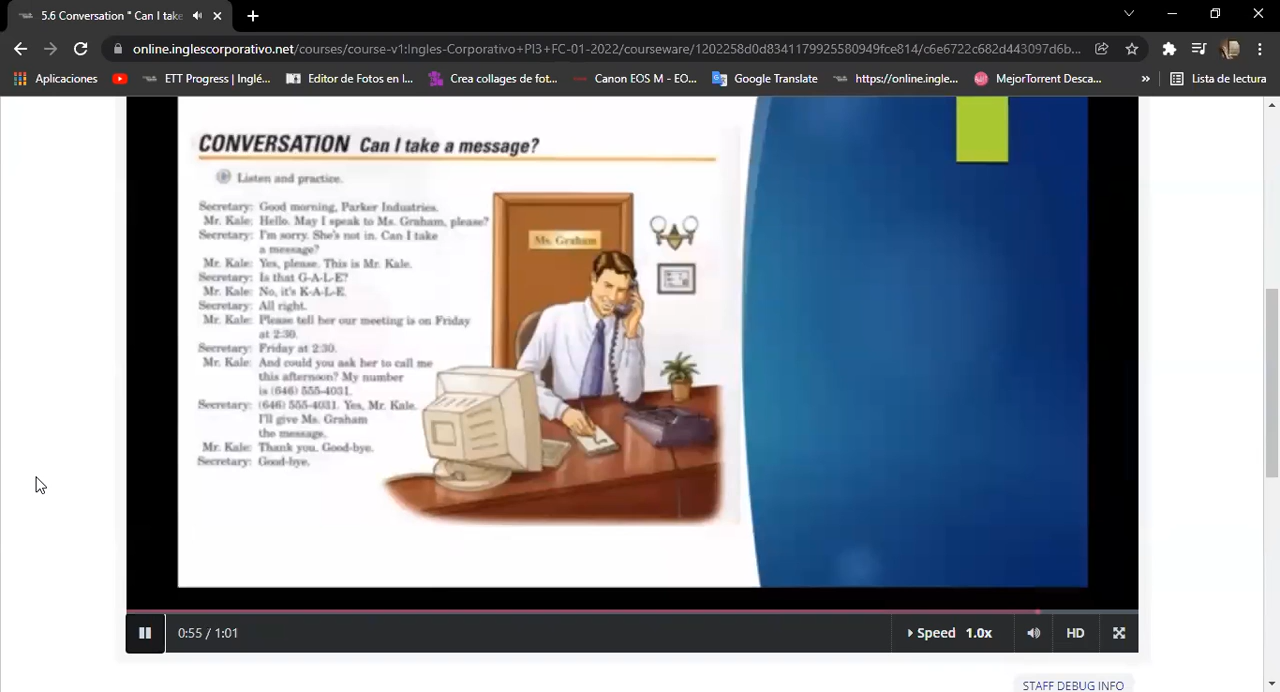 5.6 Conversation " Can I take
online.inglescorporativo.net/courses/course-v1:Ingles-Corporativo+PI3+FC-01-2022/courseware/1202258d0d8341179925580949fce814/c6e6722c682d443097d6b...
Aplicaciones
ETT Progress | Inglé...
Editor de Fotos en l...
Crea collages de fot...
Canon EOS M - EO...
Google Translate
https://online.ingle...
MejorTorrent Desca...
Lista de lectura
CONVERSATION Can I take a message?
Listen and practice.
Secretary: Good morning, Parker Industries.
Mr. Kale: Hello. May I speak to Ms. Graham, please?
Secretary: I'm sorry. She's not in. Can I take
a message?
Mr. Kale: Yes, please. This is Mr. Kale.
Secretary: Is that G-A-L-E?
Mr. Kale: No, it's K-A-L-E.
Secretary: All right.
Mr. Kale: Please tell her our meeting is on Friday
at 2:30.
Secretary: Friday at 2:30.
Mr. Kale: And could you ask her to call me
this afternoon? My number
is (646) 555-4031.
Secretary: (646) 555-4031. Yes, Mr. Kale.
I'll give Ms. Graham
the message.
Mr. Kale: Thank you. Good-bye.
Secretary: Good-bye.
Ms. Graham
0:55 / 1:01
Speed 1.0x
HD
STAFF DEBUG INFO